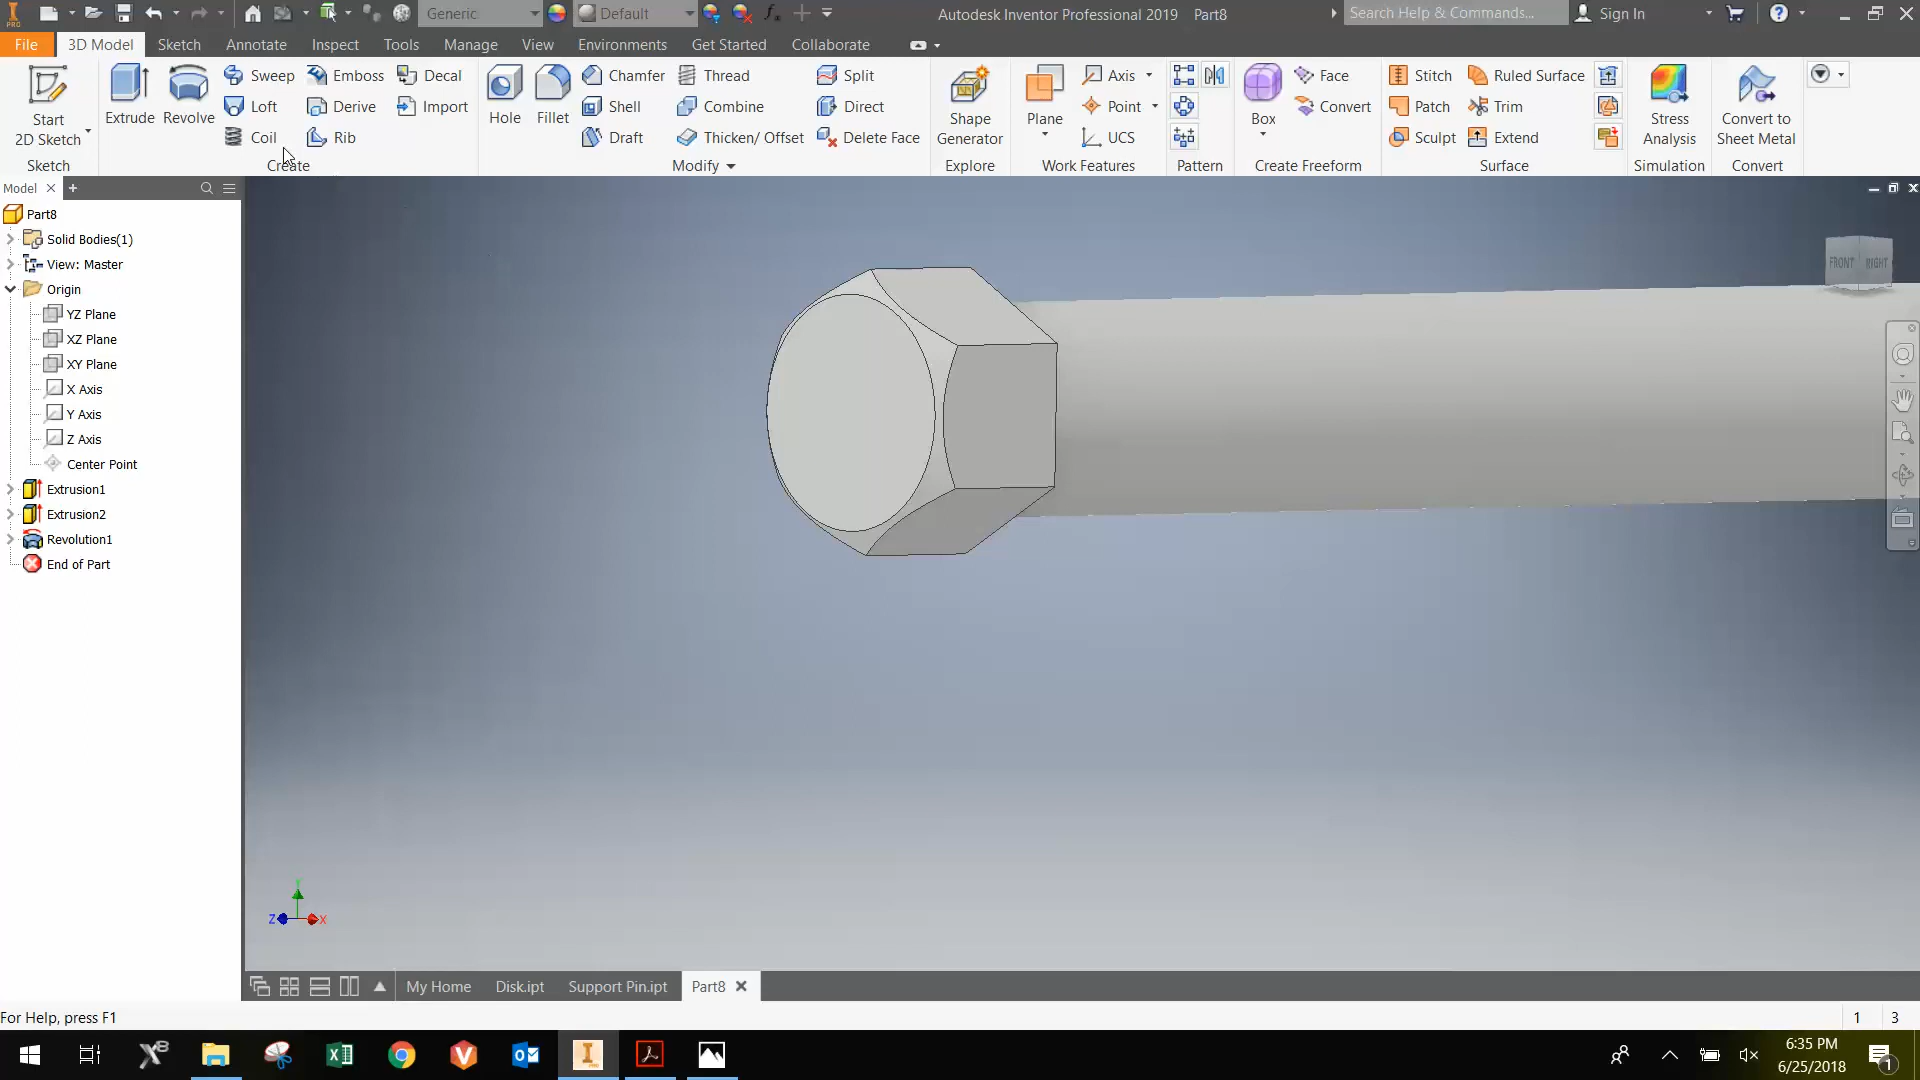 PRO Generic Default Autodesk Inventor Professional 2019 Part8 Search Help & Commands... Sign In
File 3D Model Sketch Annotate Inspect Tools Manage View Environments Get Started Collaborate
Start 2D Sketch
Sketch
Extrude Revolve
Sweep Emboss Decal
Loft Derive Import
Coil Rib
Create
Hole Fillet
Chamfer Thread Split
Shell Combine Direct
Draft Thicken/ Offset Delete Face
Modify
Shape Generator
Explore
Plane
Axis
Point
UCS
Work Features
Pattern
Box
Face
Convert
Create Freeform
Stitch Ruled Surface
Patch Trim
Sculpt Extend
Surface
Stress Analysis
Simulation
Convert to Sheet Metal
Convert
Model
Part8
Solid Bodies(1)
View: Master
Origin
YZ Plane
XZ Plane
XY Plane
X Axis
Y Axis
Z Axis
Center Point
Extrusion1
Extrusion2
Revolution1
End of Part
FRONT RIGHT
Z X
My Home Disk.ipt Support Pin.ipt Part8
For Help, press F1 1 3
6:35 PM
6/25/2018
1